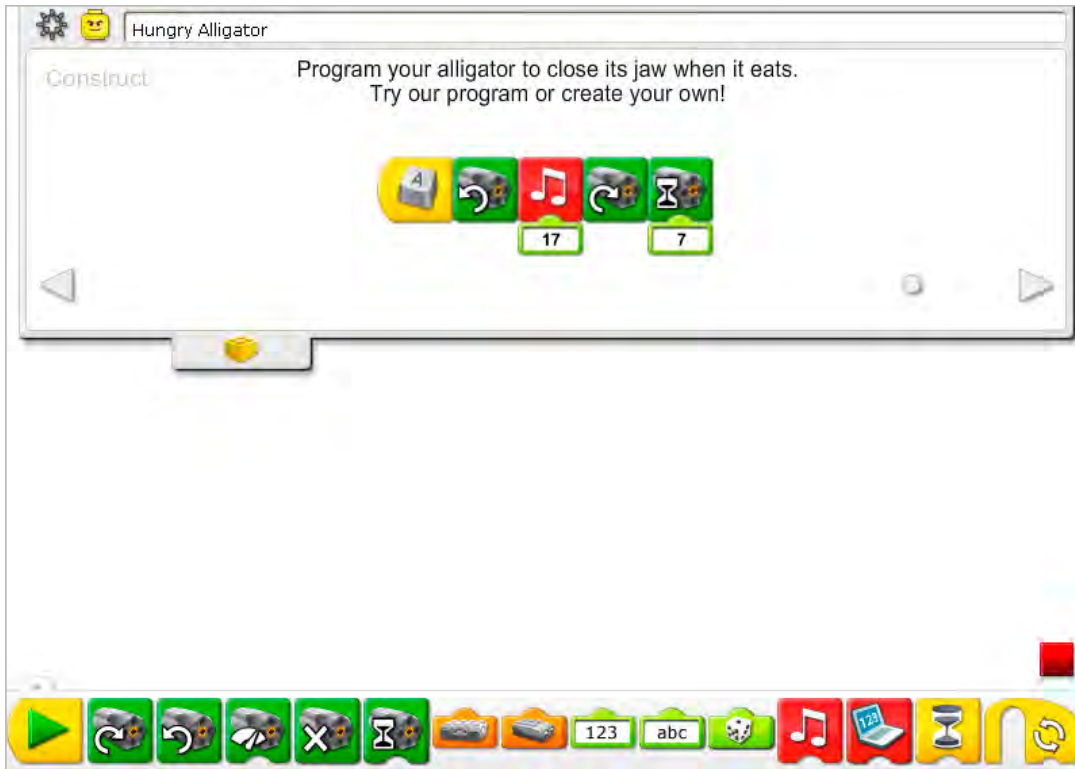 Hungry Alligator
Construct
Program your alligator to close its jaw when it eats.
Try our program or create your own!
A
17
7
123
abc
123